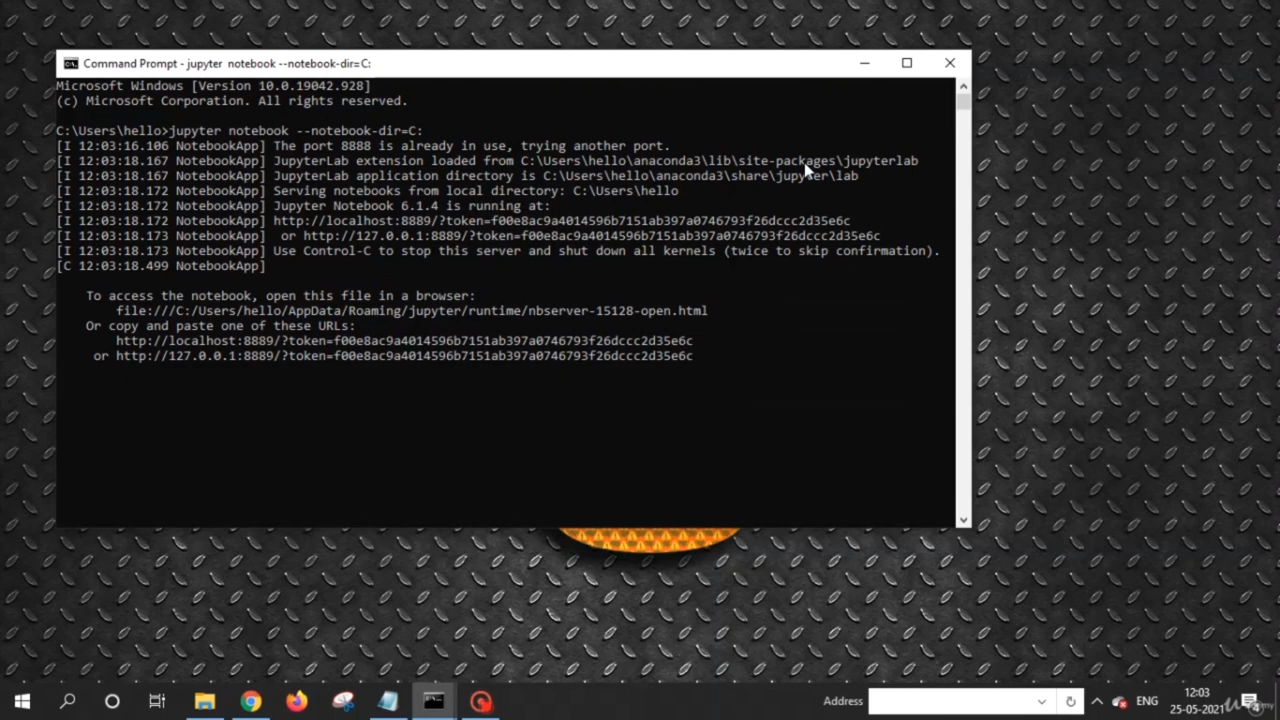 Command Prompt - jupyter  notebook --notebook-dir=C:
Microsoft Windows [Version 10.0.19042.928]
(c) Microsoft Corporation. All rights reserved.
C:\Users\hello>jupyter notebook --notebook-dir=C:
[I 12:03:16.106 NotebookApp] The port 8888 is already in use, trying another port.
[I 12:03:18.167 NotebookApp] JupyterLab extension loaded from C:\Users\hello\anaconda3\lib\site-packages\jupyterlab
[I 12:03:18.167 NotebookApp] JupyterLab application directory is C:\Users\hello\anaconda3\share\jupyter\lab
[I 12:03:18.172 NotebookApp] Serving notebooks from local directory: C:\Users\hello
[I 12:03:18.172 NotebookApp] Jupyter Notebook 6.1.4 is running at:
[I 12:03:18.172 NotebookApp] http://localhost:8889/?token=f00e8ac9a4014596b7151ab397a0746793f26dccc2d35e6c
[I 12:03:18.173 NotebookApp]  or http://127.0.0.1:8889/?token=f00e8ac9a4014596b7151ab397a0746793f26dccc2d35e6c
[I 12:03:18.173 NotebookApp] Use Control-C to stop this server and shut down all kernels (twice to skip confirmation).
[C 12:03:18.499 NotebookApp]
To access the notebook, open this file in a browser:
file:///C:/Users/hello/AppData/Roaming/jupyter/runtime/nbserver-15128-open.html
Or copy and paste one of these URLs:
http://localhost:8889/?token=f00e8ac9a4014596b7151ab397a0746793f26dccc2d35e6c
or http://127.0.0.1:8889/?token=f00e8ac9a4014596b7151ab397a0746793f26dccc2d35e6c
Address
ENG
12:03
25-05-2021